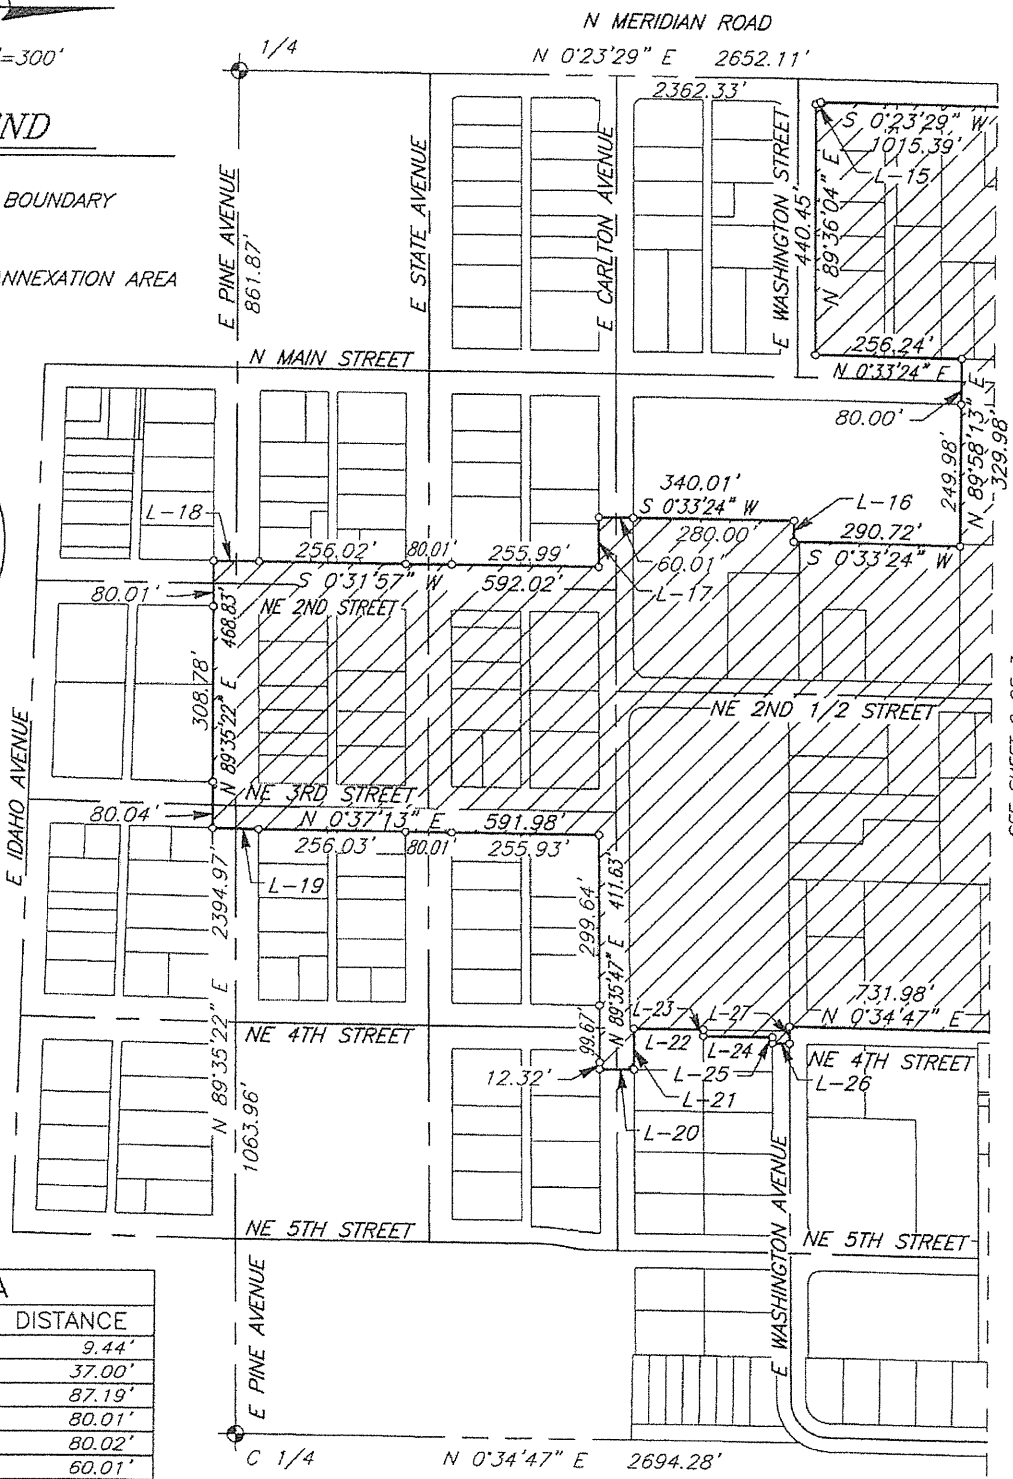 N MERIDIAN ROAD
=300'
1/4
N 0°23'29" E 2652.11'
2362.33'
S 0°23'29" W
1015.39'
L-15
BOUNDARY
E PINE AVENUE
861.87'
E STATE AVENUE
E CARLTON AVENUE
E WASHINGTON STREET
440.45'
N 89°36'04" E
NNEXATION AREA
N MAIN STREET
256.24'
N 0°33'24" E
80.00'
249.98'
N 89°58'13" E
329.98'
340.01'
S 0°33'24" W
280.00'
L-16
290.72'
S 0°33'24" W
L-18
256.02'
80.01'
255.99'
60.01'
S 0°31'57" W
592.02'
L-17
80.01'
NE 2ND STREET
468.83'
308.78'
N 89°35'22" E
NE 2ND 1/2 STREET
E IDAHO AVENUE
NE 3RD STREET
80.04'
N 0°37'13" E
591.98'
256.03'
80.01'
255.93'
L-19
2394.97'
N 89°35'22" E
411.63'
299.64'
N 89°35'47" E
99.67'
731.98'
N 0°34'47" E
L-23
L-27
L-22
L-24
NE 4TH STREET
NE 4TH STREET
L-25
L-26
12.32'
L-21
L-20
1063.96'
E WASHINGTON AVENUE
NE 5TH STREET
NE 5TH STREET
E PINE AVENUE
DISTANCE
9.44'
37.00'
87.19'
80.01'
80.02'
60.01'
C 1/4
N 0°34'47" E 2694.28'